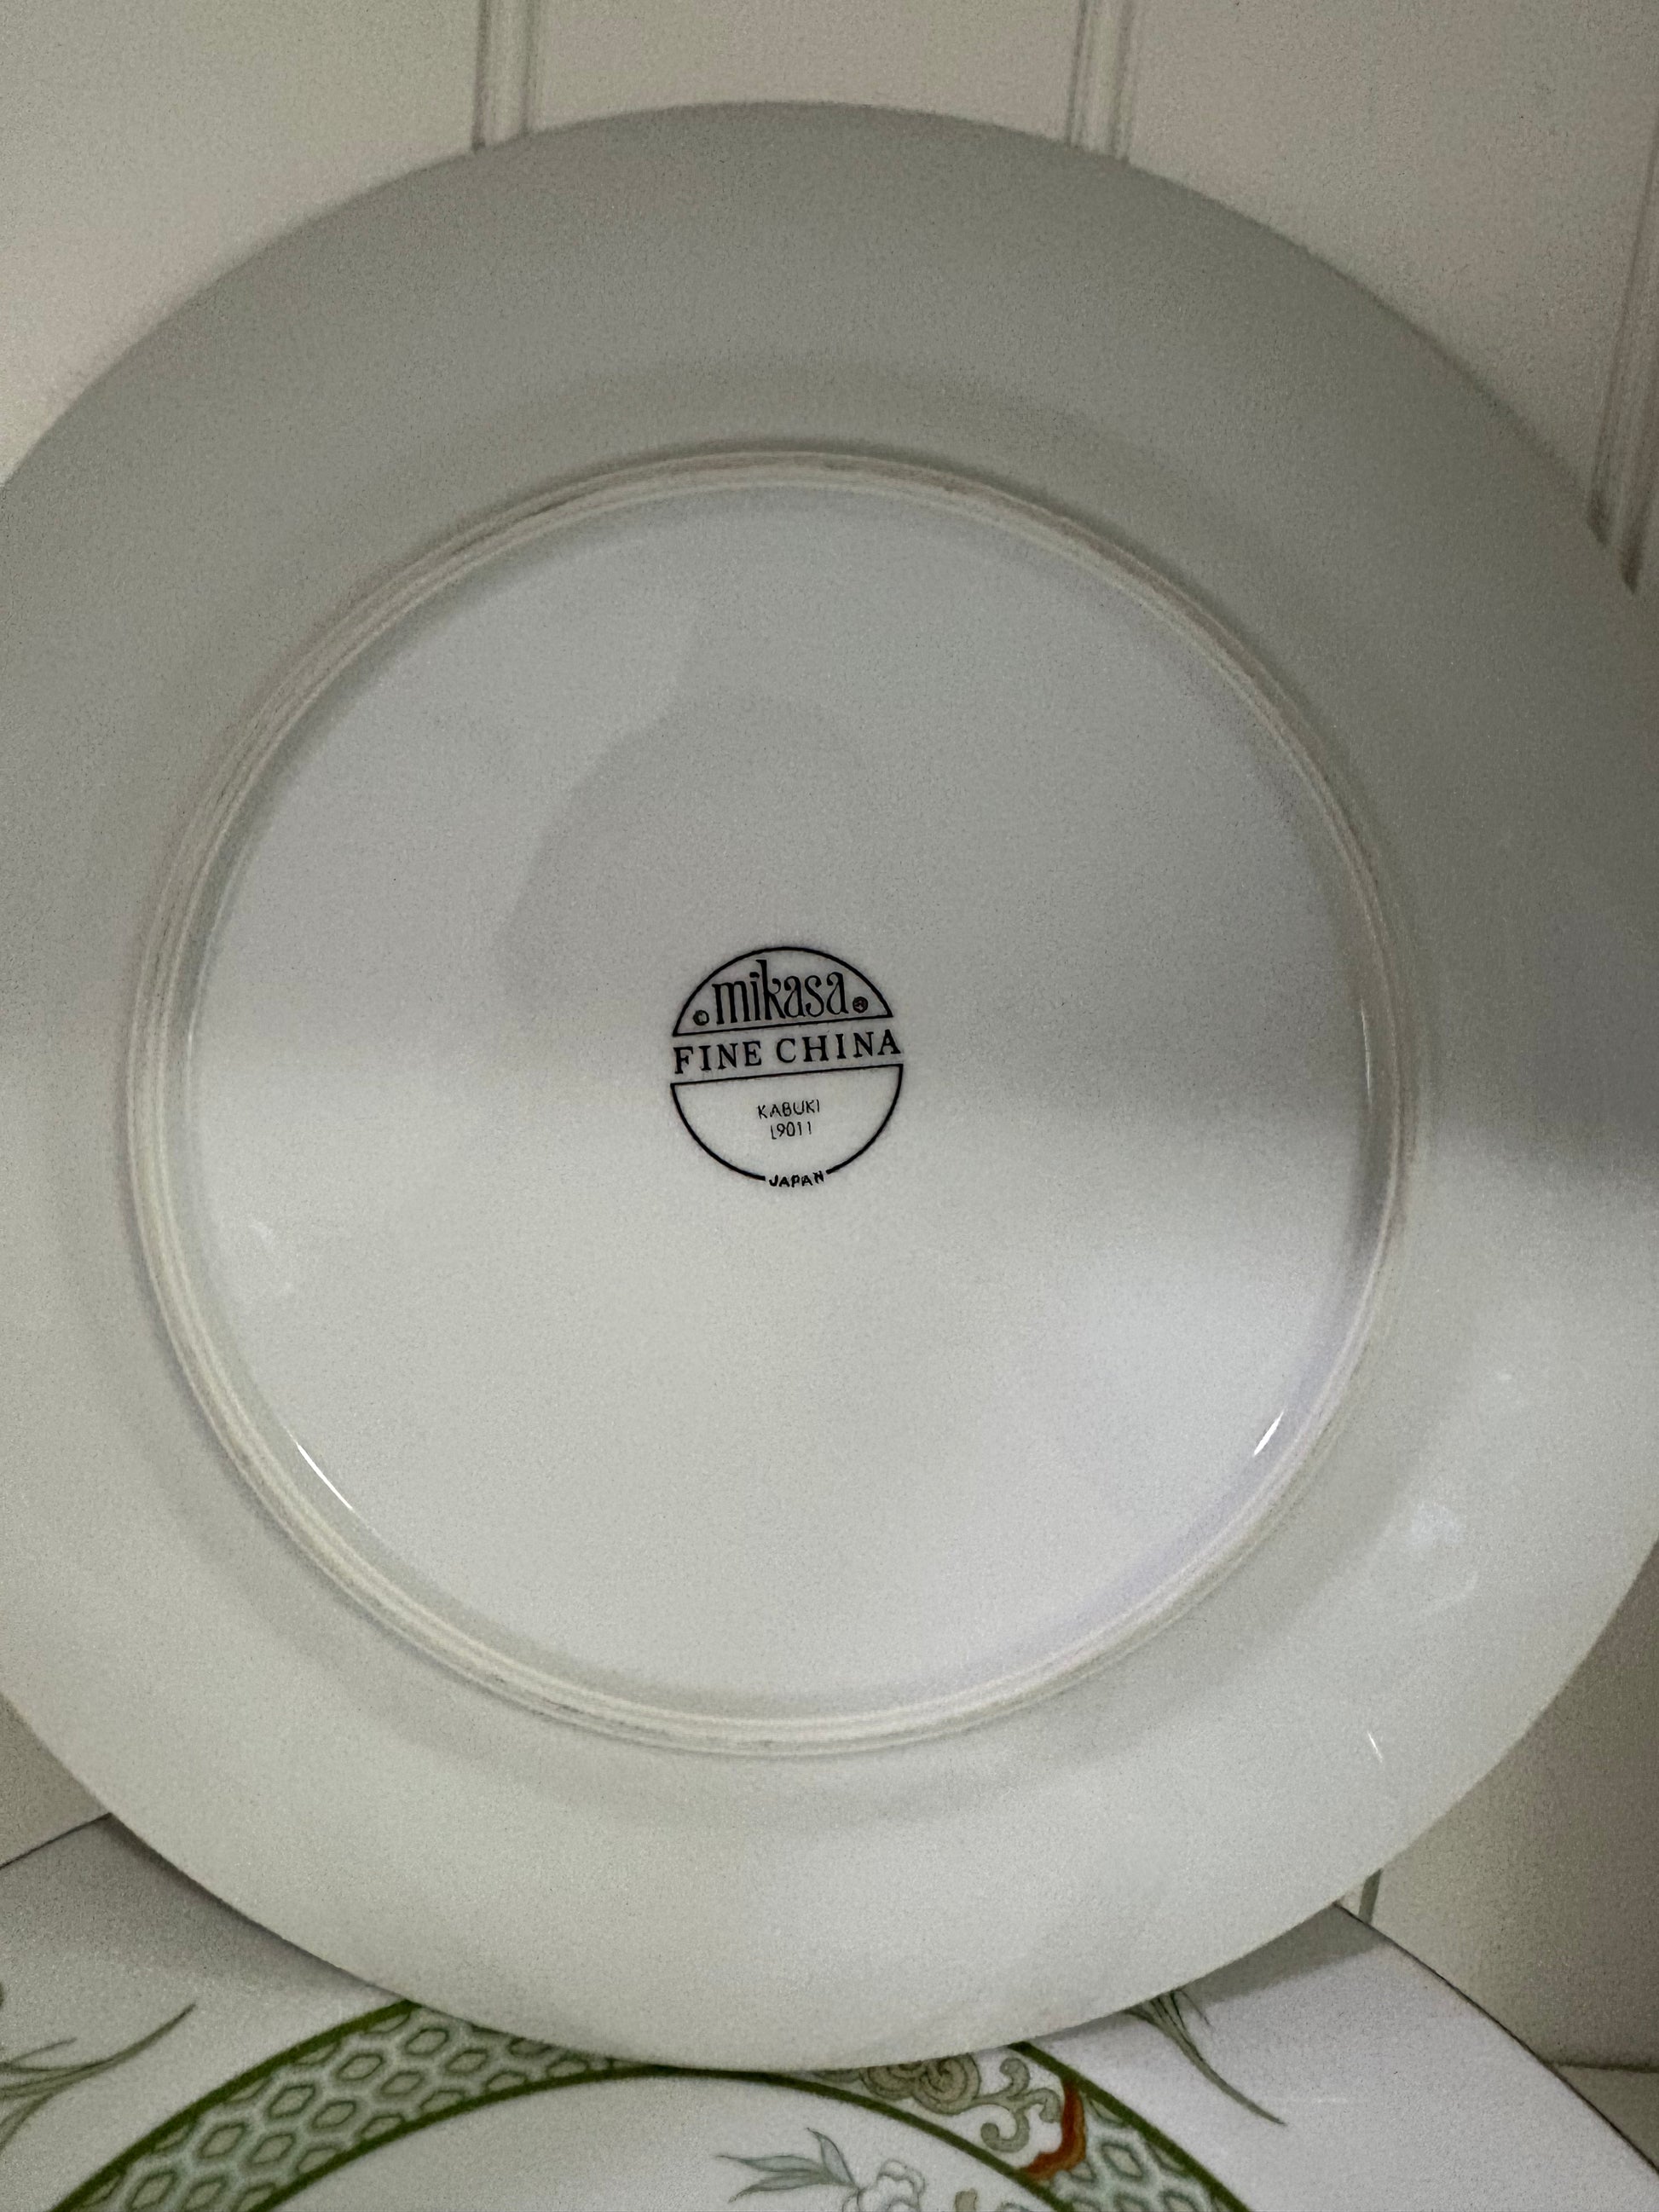 © mikasa ®
FINE CHINA
KABUKI
L9011
JAPAN